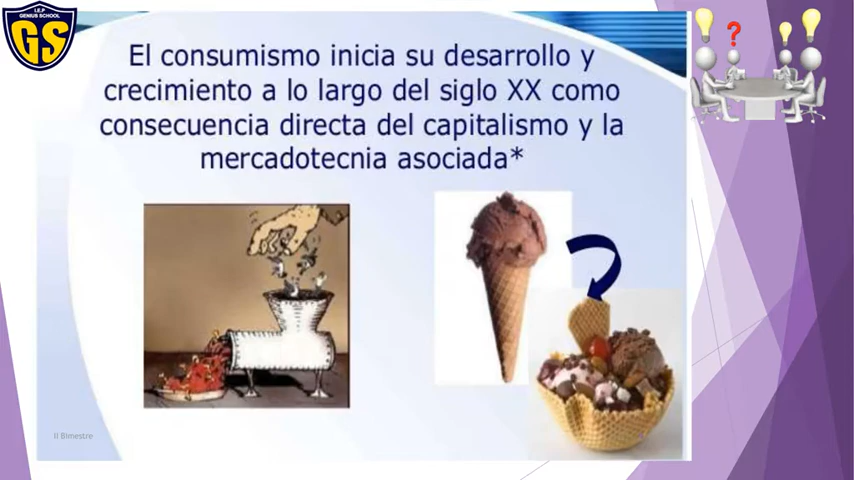 I.E.P
GENIUS SCHOOL
GS
El consumismo inicia su desarrollo y
crecimiento a lo largo del siglo XX como
consecuencia directa del capitalismo y la
mercadotecnia asociada*
?
II Bimestre